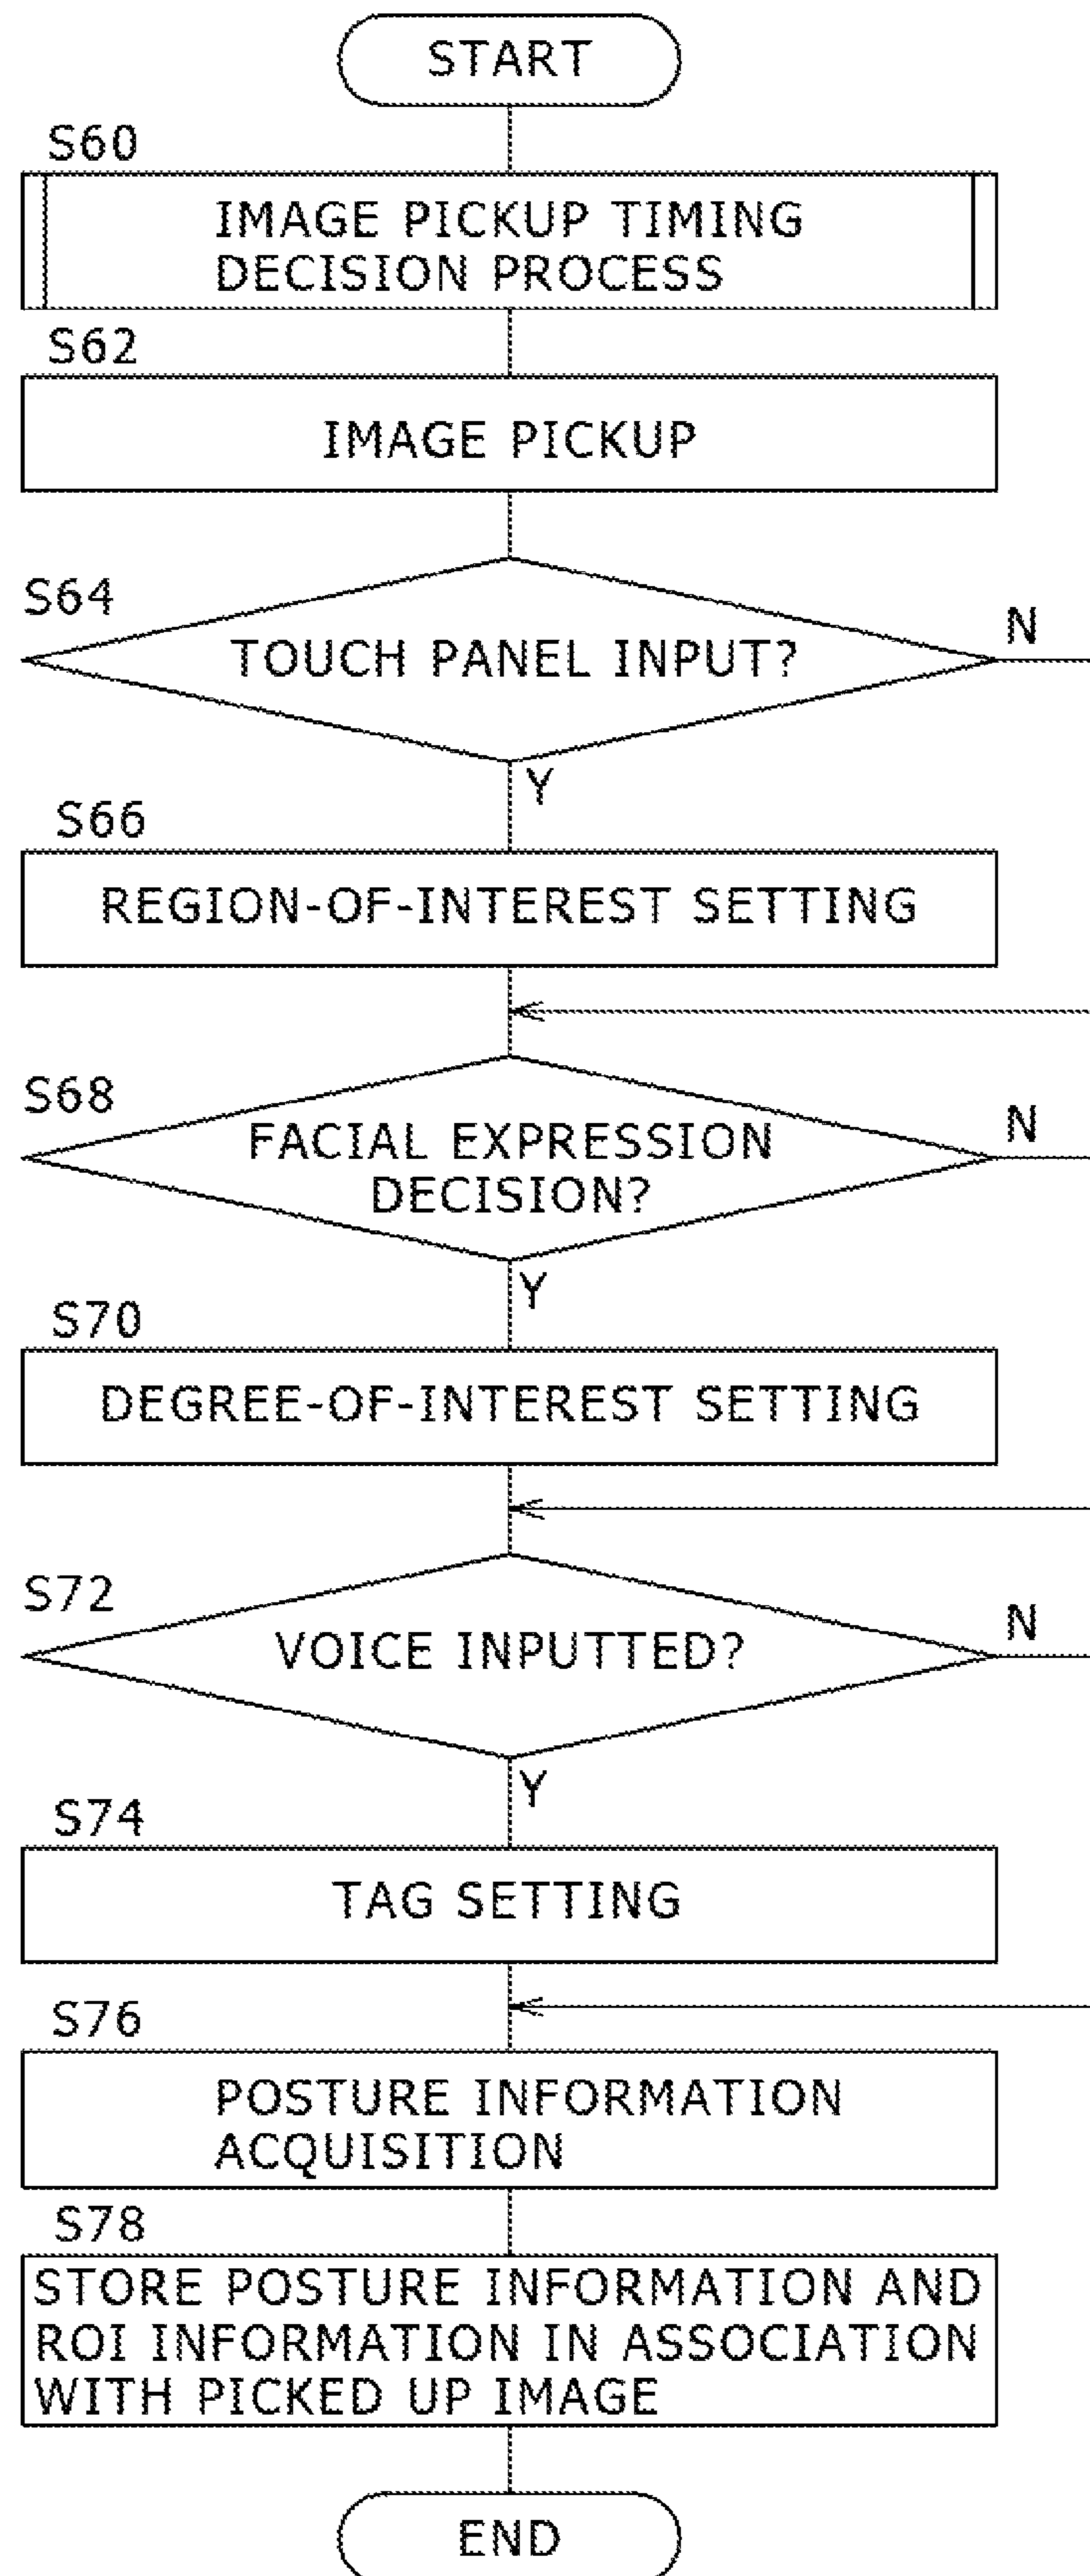 START
S60
IMAGE PICKUP TIMING
DECISION PROCESS
S62
IMAGE PICKUP
S64
TOUCH PANEL INPUT?
N
Y
S66
REGION-OF-INTEREST SETTING
S68
FACIAL EXPRESSION
DECISION?
N
Y
S70
DEGREE-OF-INTEREST SETTING
S72
VOICE INPUTTED?
N
Y
S74
TAG SETTING
S76
POSTURE INFORMATION
ACQUISITION
S78
STORE POSTURE INFORMATION AND
ROI INFORMATION IN ASSOCIATION
WITH PICKED UP IMAGE
END